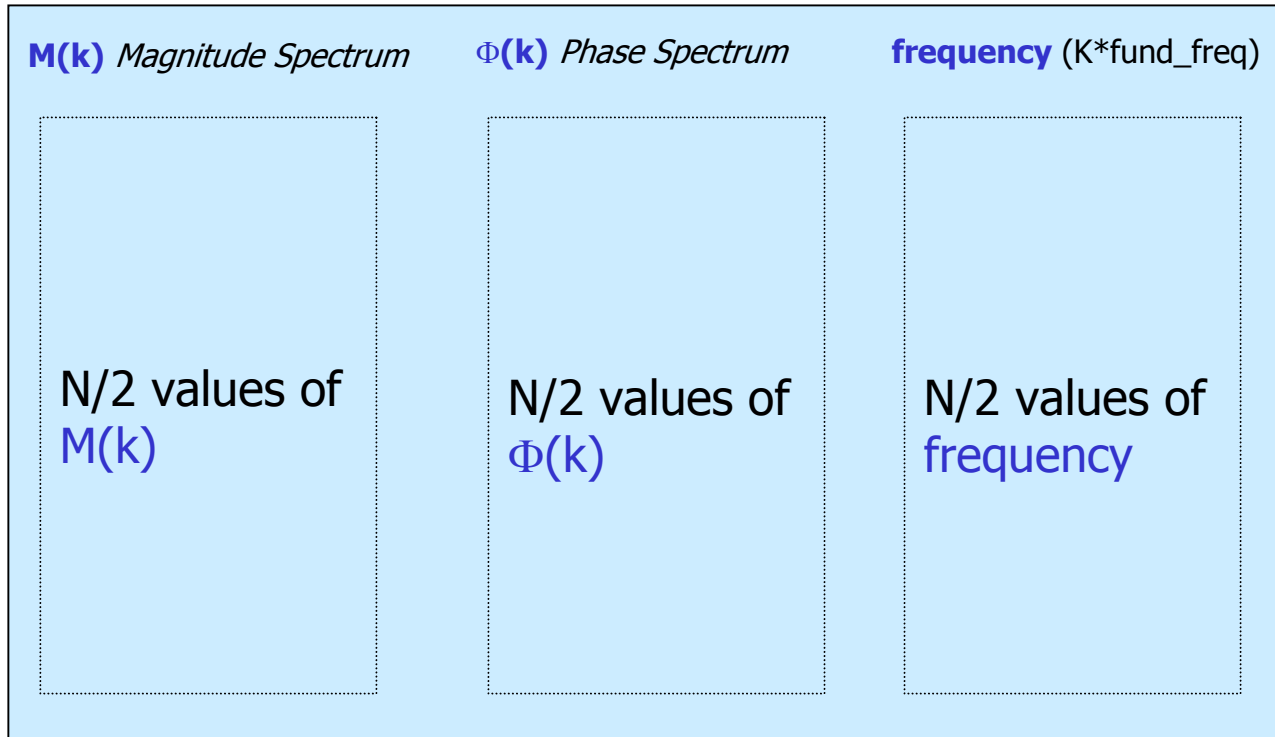 M(k) Magnitude Spectrum
Φ(k) Phase Spectrum
frequency (K*fund_freq)
N/2 values of
M(k)
N/2 values of
Φ(k)
N/2 values of
frequency